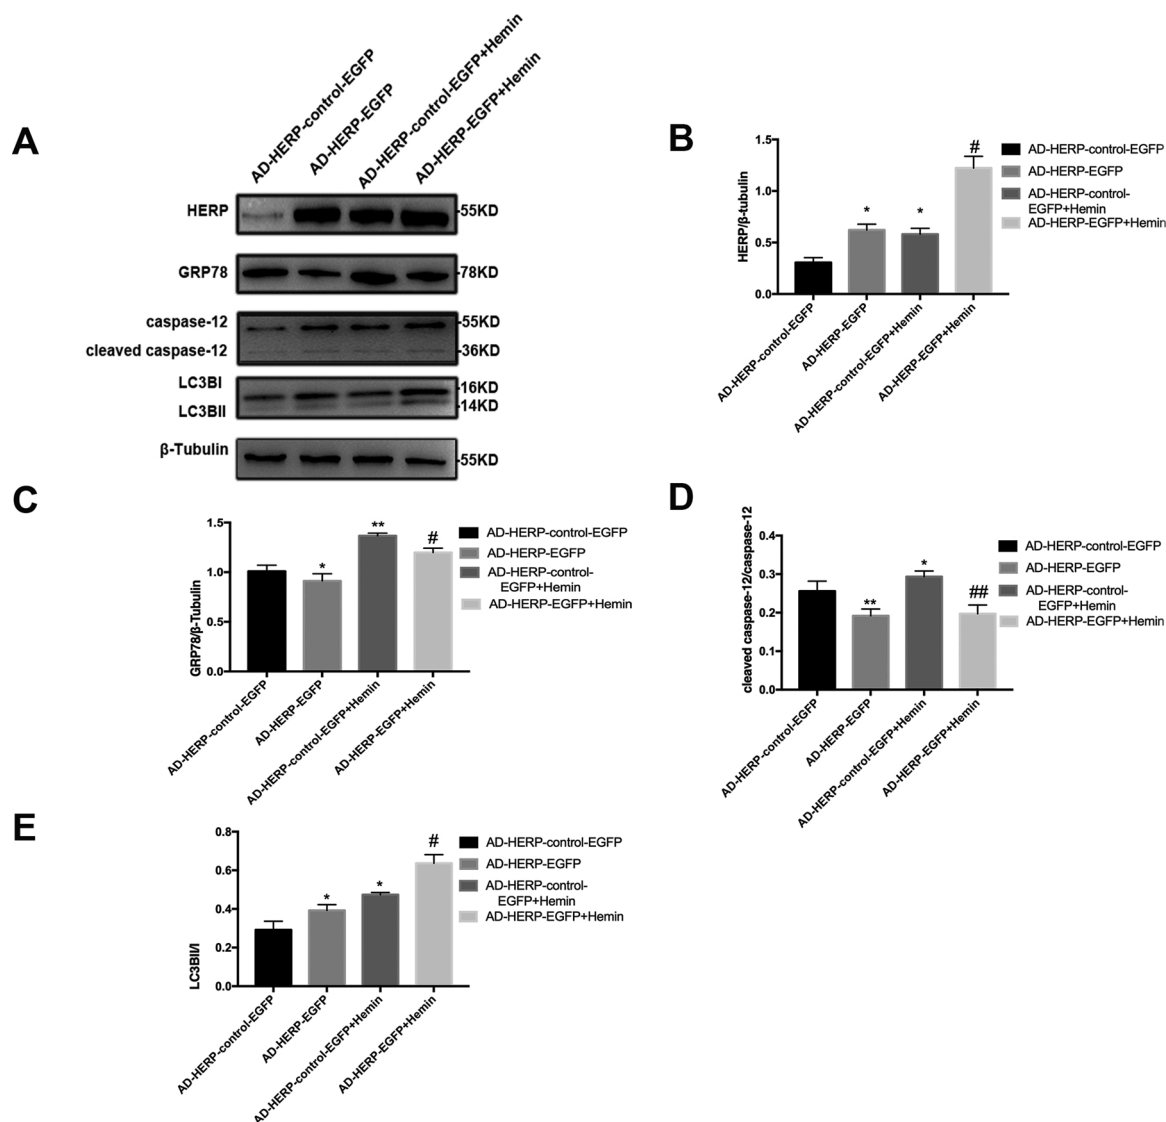 A
AD-HERP-control-EGFP
AD-HERP-EGFP
AD-HERP-control-EGFP+Hemin
AD-HERP-EGFP+Hemin
HERP
-55KD
GRP78
-78KD
caspase-12
-55KD
cleaved caspase-12
-36KD
LC3BI
-16KD
LC3BII
-14KD
β-Tubulin
-55KD
B
HERP/β-tubulin
1.5
1.0
0.5
0.0
*
*
#
AD-HERP-control-EGFP
AD-HERP-EGFP
AD-HERP-control-EGFP+Hemin
AD-HERP-EGFP+Hemin
AD-HERP-control-EGFP
AD-HERP-EGFP
AD-HERP-control-
EGFP+Hemin
AD-HERP-EGFP+Hemin
C
GRP78/β-Tubulin
1.5
1.0
0.5
0.0
*
**
#
AD-HERP-control-EGFP
AD-HERP-EGFP
AD-HERP-control-EGFP+Hemin
AD-HERP-EGFP+Hemin
AD-HERP-control-EGFP
AD-HERP-EGFP
AD-HERP-control-
EGFP+Hemin
AD-HERP-EGFP+Hemin
D
cleaved caspase-12/caspase-12
0.4
0.3
0.2
0.1
0.0
**
*
##
AD-HERP-control-EGFP
AD-HERP-EGFP
AD-HERP-control-EGFP+Hemin
AD-HERP-EGFP+Hemin
AD-HERP-control-EGFP
AD-HERP-EGFP
AD-HERP-control-
EGFP+Hemin
AD-HERP-EGFP+Hemin
E
LC3BII/I
0.8
0.6
0.4
0.2
0.0
*
*
#
AD-HERP-control-EGFP
AD-HERP-EGFP
AD-HERP-control-EGFP+Hemin
AD-HERP-EGFP+Hemin
AD-HERP-control-EGFP
AD-HERP-EGFP
AD-HERP-control-
EGFP+Hemin
AD-HERP-EGFP+Hemin